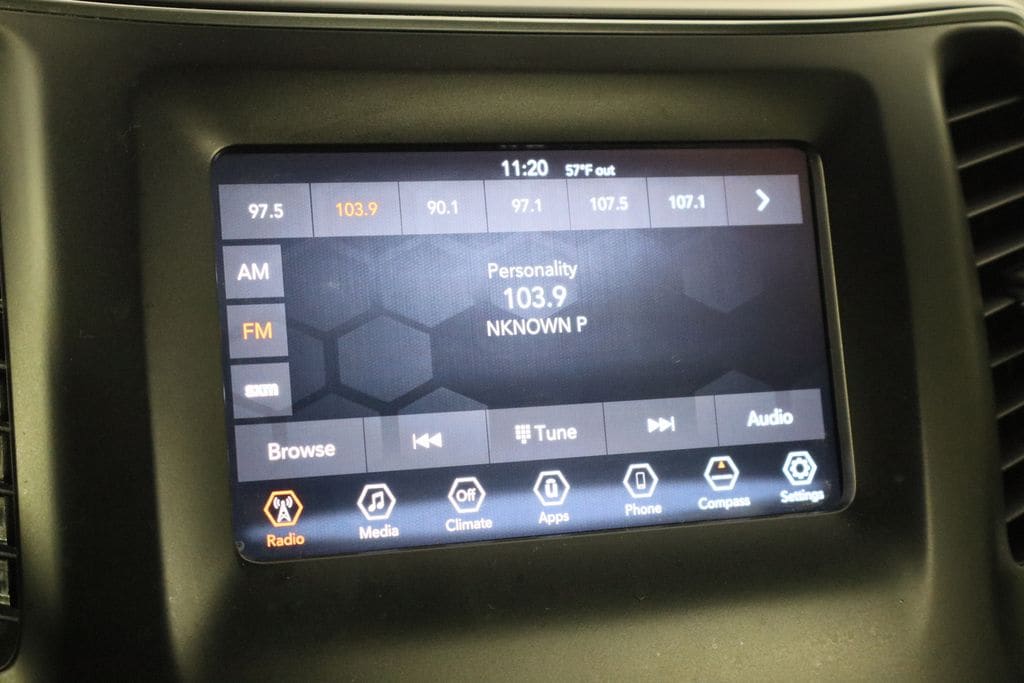 11:20 57°F out
97.5 103.9 90.1 97.1 107.5 107.1
AM
Personality
103.9
FM
NKNOWN P
sxm
Browse Tune Audio
Off
Radio Media Climate Apps Phone Compass Settings